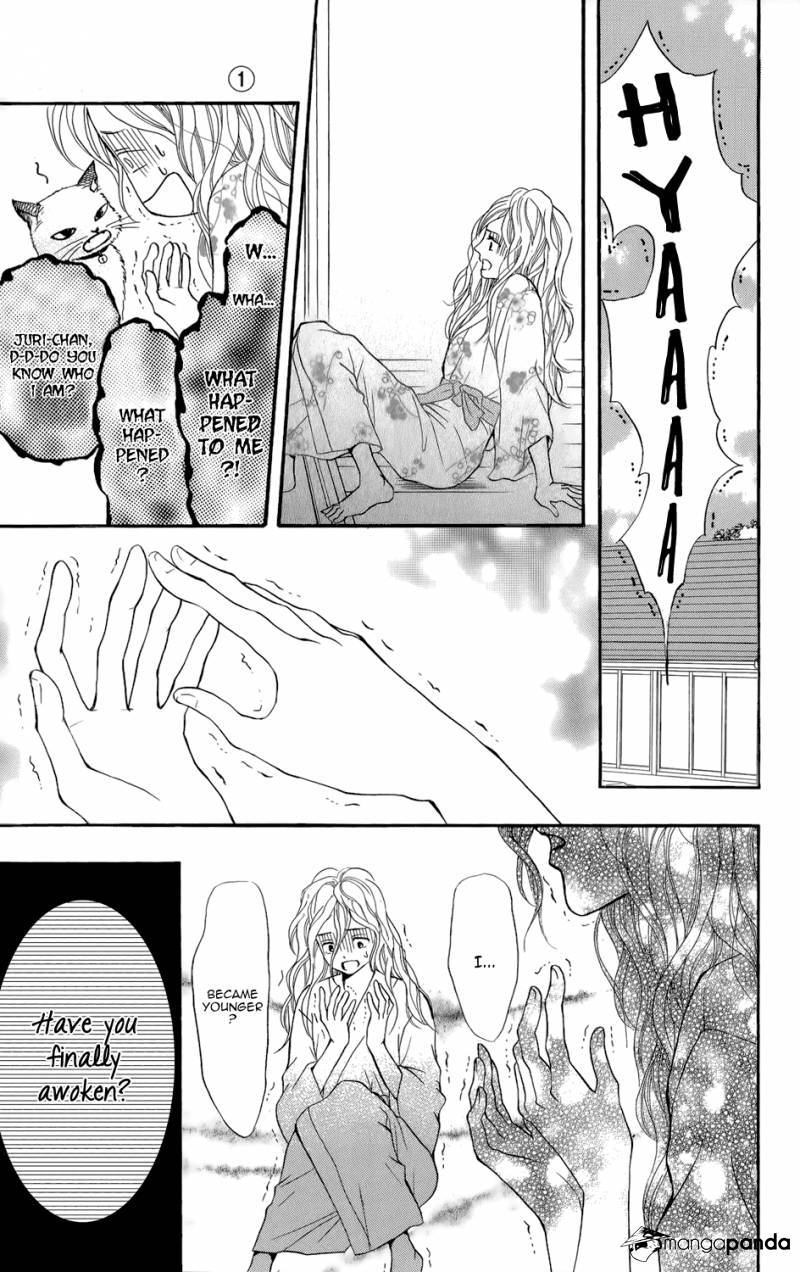 HYAAAAA
①
W...
WHA...
WHAT
HAP-
PENED
TO ME
?!
WHAT
HAP-
PENED
?
JURI-CHAN,
D-D-DO YOU
KNOW WHO
I AM?
I...
BECAME
YOUNGER
?
Have you
finally
awoken?
mangapanda